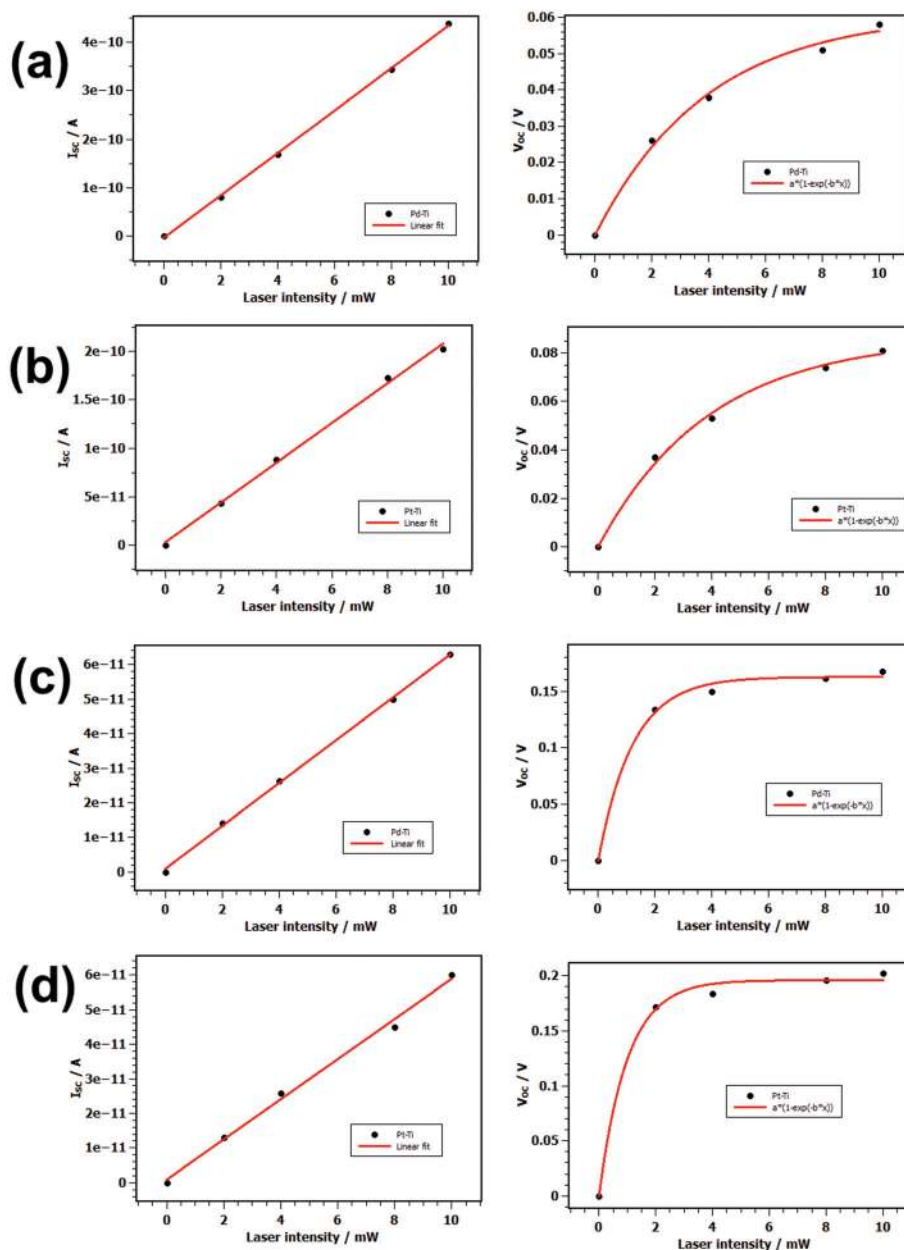 (a)
4e−10
3e−10
2e−10
1e−10
0
I_SC / A
Pd-Ti
Linear fit
0 2 4 6 8 10
Laser intensity / mW
0.06
0.05
0.04
0.03
0.02
0.01
0
V_OC / V
Pd-Ti
a*(1-exp(-b*x))
0 2 4 6 8 10
Laser intensity / mW
(b)
2e−10
1.5e−10
1e−10
5e−11
0
I_SC / A
Pt-Ti
Linear fit
0 2 4 6 8 10
Laser intensity / mW
0.08
0.06
0.04
0.02
0
V_OC / V
Pt-Ti
a*(1-exp(-b*x))
0 2 4 6 8 10
Laser intensity / mW
(c)
6e−11
5e−11
4e−11
3e−11
2e−11
1e−11
0
I_SC / A
Pd-Ti
Linear fit
0 2 4 6 8 10
Laser intensity / mW
0.15
0.1
0.05
0
V_OC / V
Pd-Ti
a*(1-exp(-b*x))
0 2 4 6 8 10
Laser intensity / mW
(d)
6e−11
5e−11
4e−11
3e−11
2e−11
1e−11
0
I_SC / A
Pt-Ti
Linear fit
0 2 4 6 8 10
Laser intensity / mW
0.2
0.15
0.1
0.05
0
V_OC / V
Pt-Ti
a*(1-exp(-b*x))
0 2 4 6 8 10
Laser intensity / mW